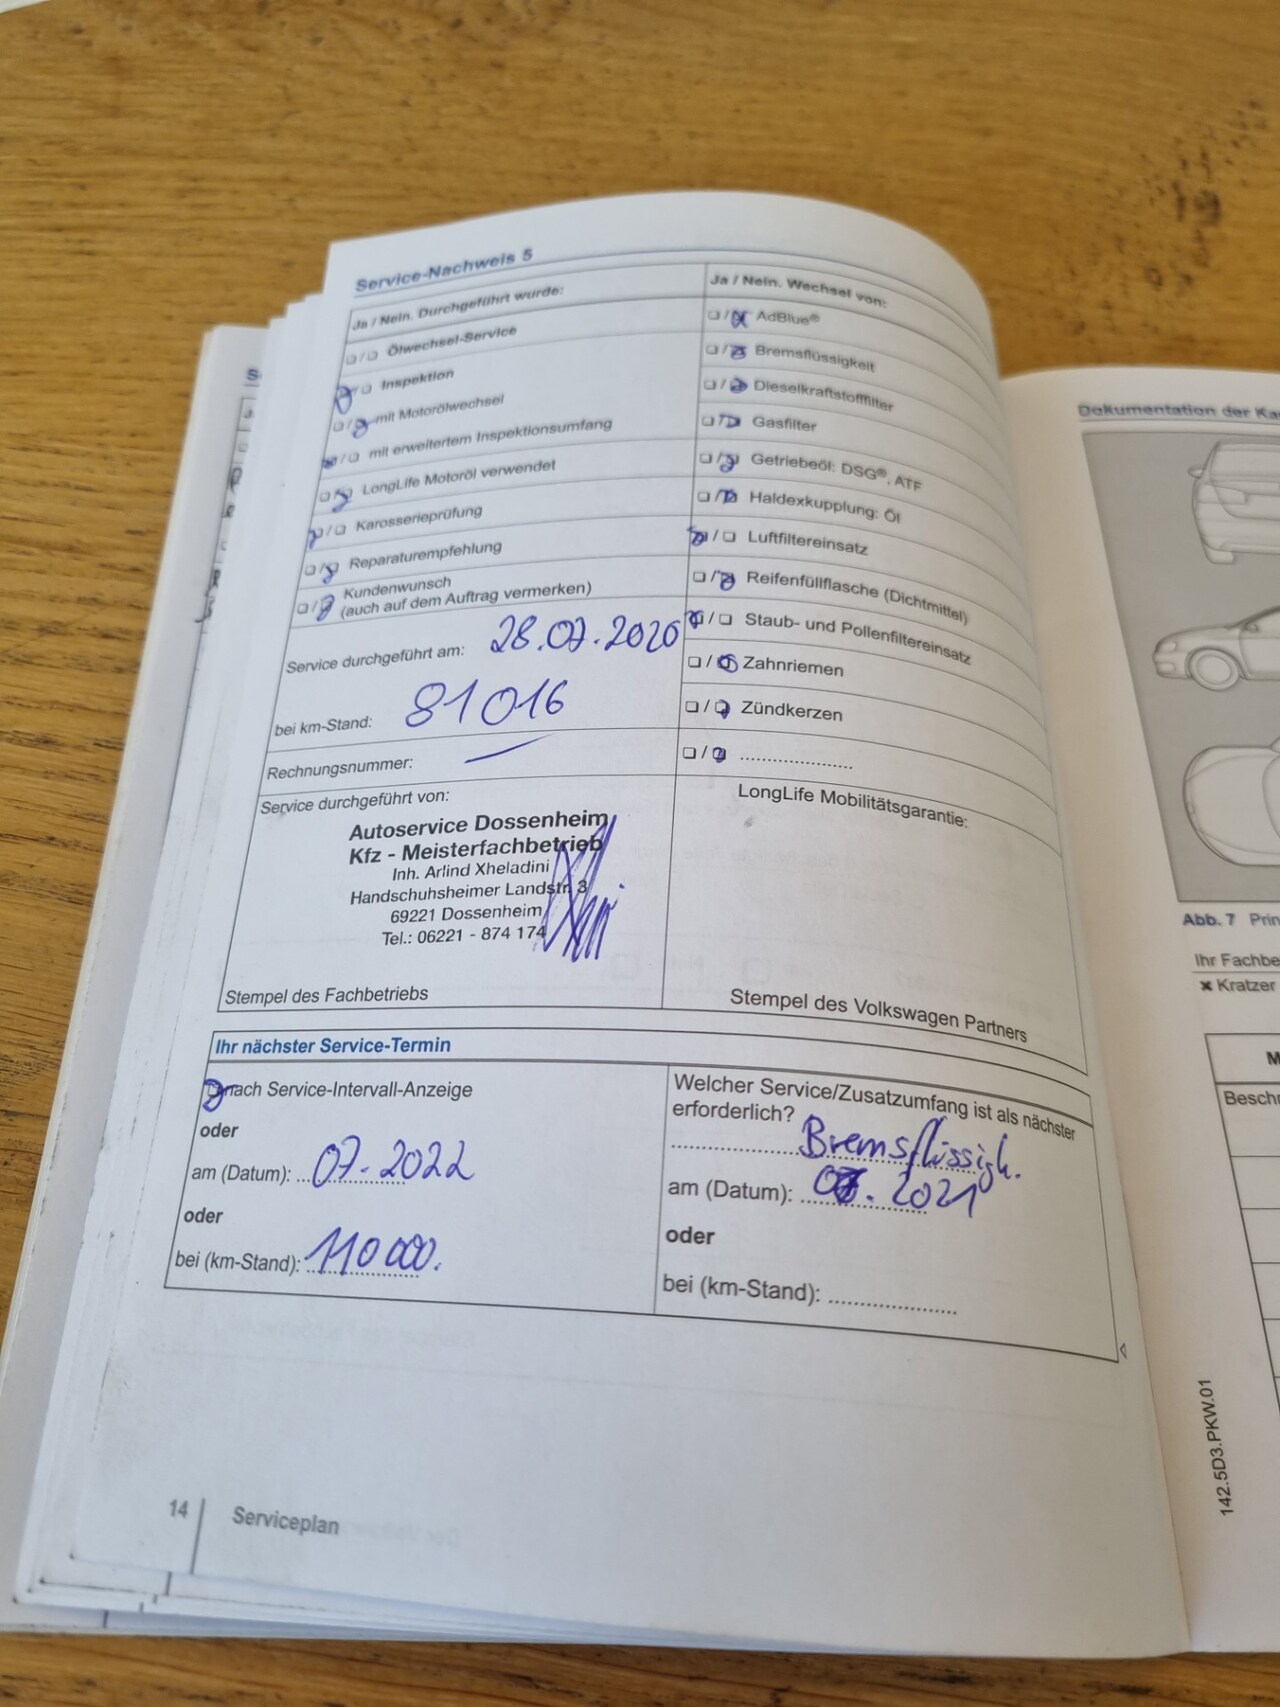 Service-Nachweis 5
Ja / Nein. Durchgeführt wurde:
❑/❑ Ölwechsel-Service
❑/❑ Inspektion
❑/❑ mit Motorölwechsel
❑/❑ mit erweitertem Inspektionsumfang
❑/❑ LongLife Motoröl verwendet
❑/❑ Karosserieprüfung
❑/❑ Reparaturempfehlung
❑/❑ Kundenwunsch
(auch auf dem Auftrag vermerken)
Service durchgeführt am: 28.07.2020
bei km-Stand: 81016
Rechnungsnummer: —
Service durchgeführt von:
Autoservice Dossenheim
Kfz - Meisterfachbetrieb
Inh. Arlind Xheladini
Handschuhsheimer Landstr. 3
69221 Dossenheim
Tel.: 06221 - 874 174
Stempel des Fachbetriebs
Ja / Nein. Wechsel von:
❑/❑ AdBlue®
❑/❑ Bremsflüssigkeit
❑/❑ Dieselkraftstofffilter
❑/❑ Gasfilter
❑/❑ Getriebeöl: DSG®, ATF
❑/❑ Haldexkupplung: Öl
❑/❑ Luftfiltereinsatz
❑/❑ Reifenfüllflasche (Dichtmittel)
❑/❑ Staub- und Pollenfiltereinsatz
❑/❑ Zahnriemen
❑/❑ Zündkerzen
❑/❑ ....................
LongLife Mobilitätsgarantie:
Stempel des Volkswagen Partners
Ihr nächster Service-Termin
❑ nach Service-Intervall-Anzeige
oder
am (Datum): 07.2022
oder
bei (km-Stand): 110000.
Welcher Service/Zusatzumfang ist als nächster
erforderlich?
Bremsflüssigk.
am (Datum): 07.2021
oder
bei (km-Stand): ....................
14 Serviceplan
Dokumentation der Ka
Abb. 7 Prin
Ihr Fachbe
✖ Kratzer
M
Beschr
142.5D3.PKW.01